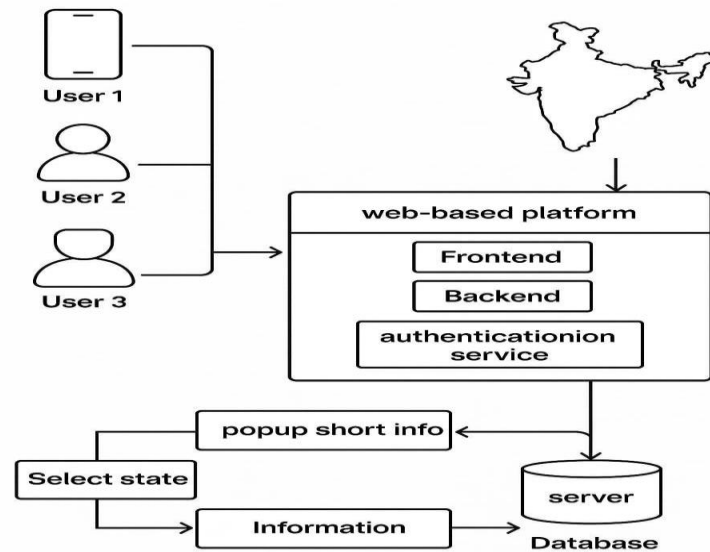 User 1
User 2
User 3
web-based platform
Frontend
Backend
authenticationion
service
popup short info
Select state
Information
server
Database